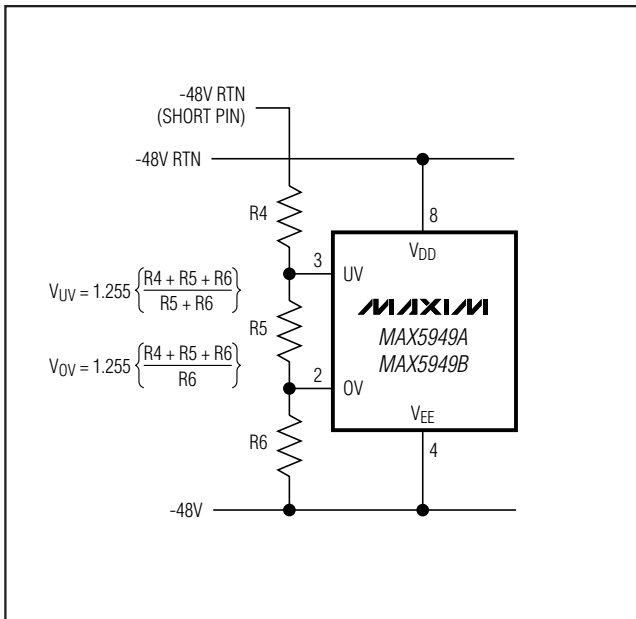 -48V RTN
(SHORT PIN)
-48V RTN
R4
8
VDD
3
UV
VUV = 1.255 {R4 + R5 + R6 / R5 + R6}
MAXIM
R5
MAX5949A
MAX5949B
VOV = 1.255 {R4 + R5 + R6 / R6}
2
OV
VEE
R6
4
-48V